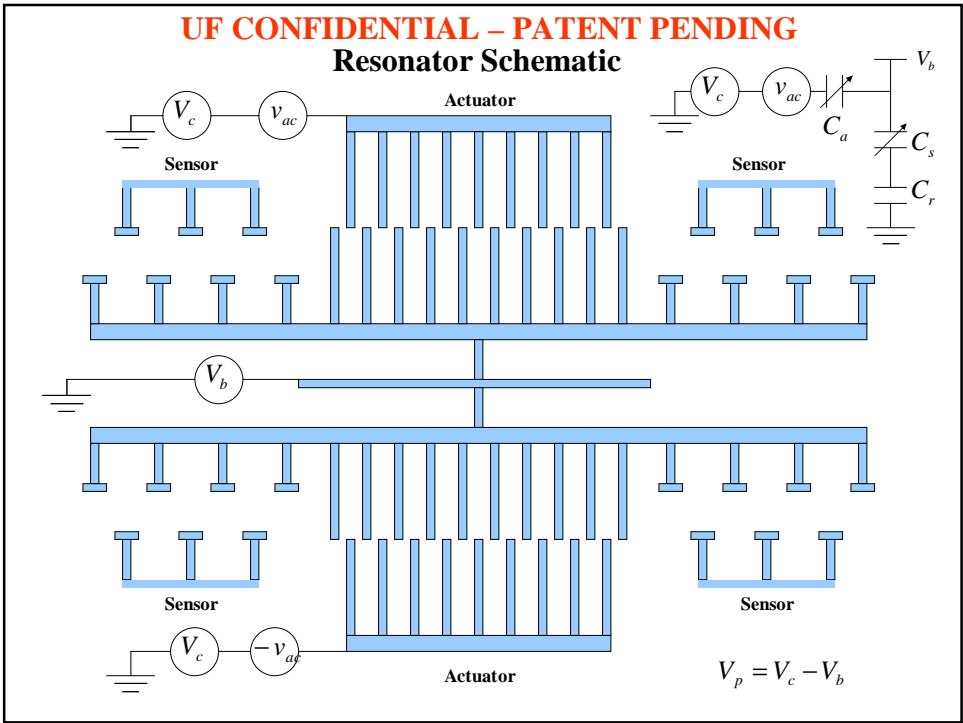 UF CONFIDENTIAL – PATENT PENDING
Resonator Schematic
V_b
V_c
v_ac
C_a
C_s
C_r
Actuator
V_c
v_ac
Sensor
Sensor
V_b
Sensor
Sensor
V_c
−v_ac
Actuator
V_p = V_c − V_b